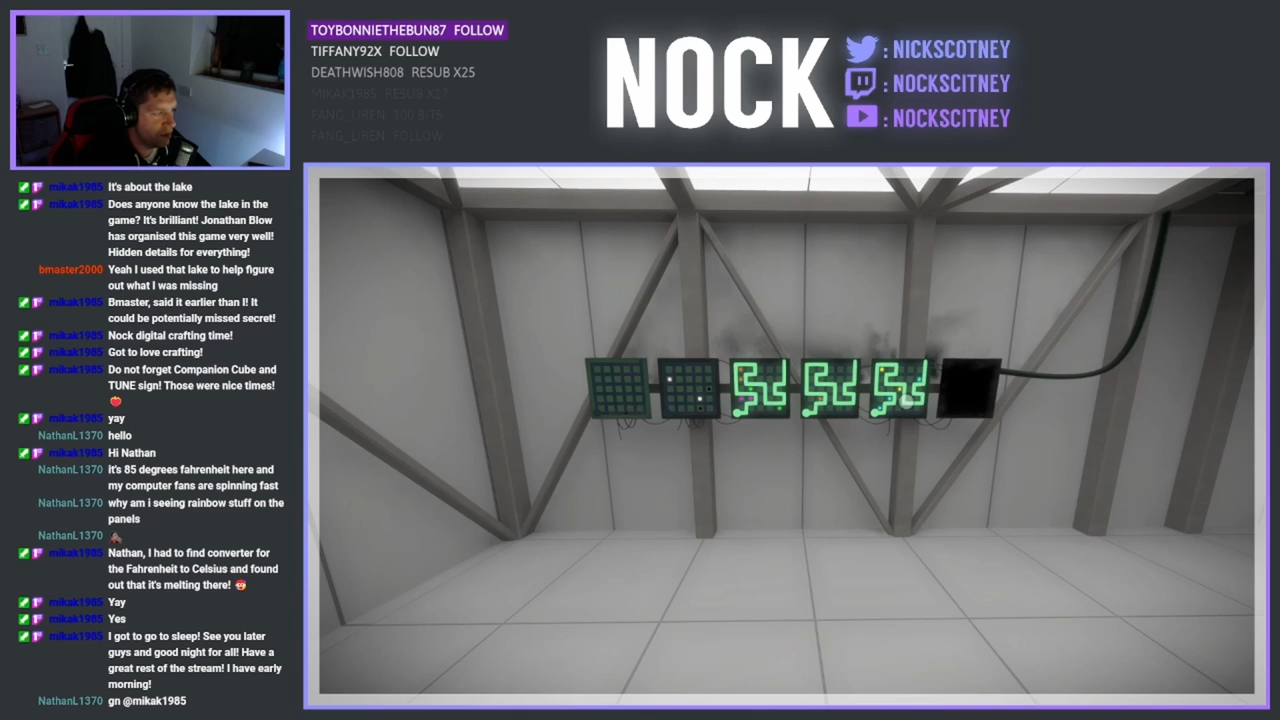 TOYBONNIETHEBUN87 FOLLOW
TIFFANY92X FOLLOW
DEATHWISH808 RESUB X25
MIKAK1985 RESUB X17
FANG_LIREN 100 BITS
FANG_LIREN FOLLOW
NOCK
: NICKSCOTNEY
: NOCKSCITNEY
: NOCKSCITNEY
mikak1985 It's about the lake
mikak1985 Does anyone know the lake in the
game? It's brilliant! Jonathan Blow
has organised this game very well!
Hidden details for everything!
bmaster2000 Yeah I used that lake to help figure
out what I was missing
mikak1985 Bmaster, said it earlier than I! It
could be potentially missed secret!
mikak1985 Nock digital crafting time!
mikak1985 Got to love crafting!
mikak1985 Do not forget Companion Cube and
TUNE sign! Those were nice times!
mikak1985 yay
NathanL1370 hello
mikak1985 Hi Nathan
NathanL1370 it's 85 degrees fahrenheit here and
my computer fans are spinning fast
NathanL1370 why am i seeing rainbow stuff on the
panels
NathanL1370
mikak1985 Nathan, I had to find converter for
the Fahrenheit to Celsius and found
out that it's melting there!
mikak1985 Yay
mikak1985 Yes
mikak1985 I got to go to sleep! See you later
guys and good night for all! Have a
great rest of the stream! I have early
morning!
NathanL1370 gn @mikak1985